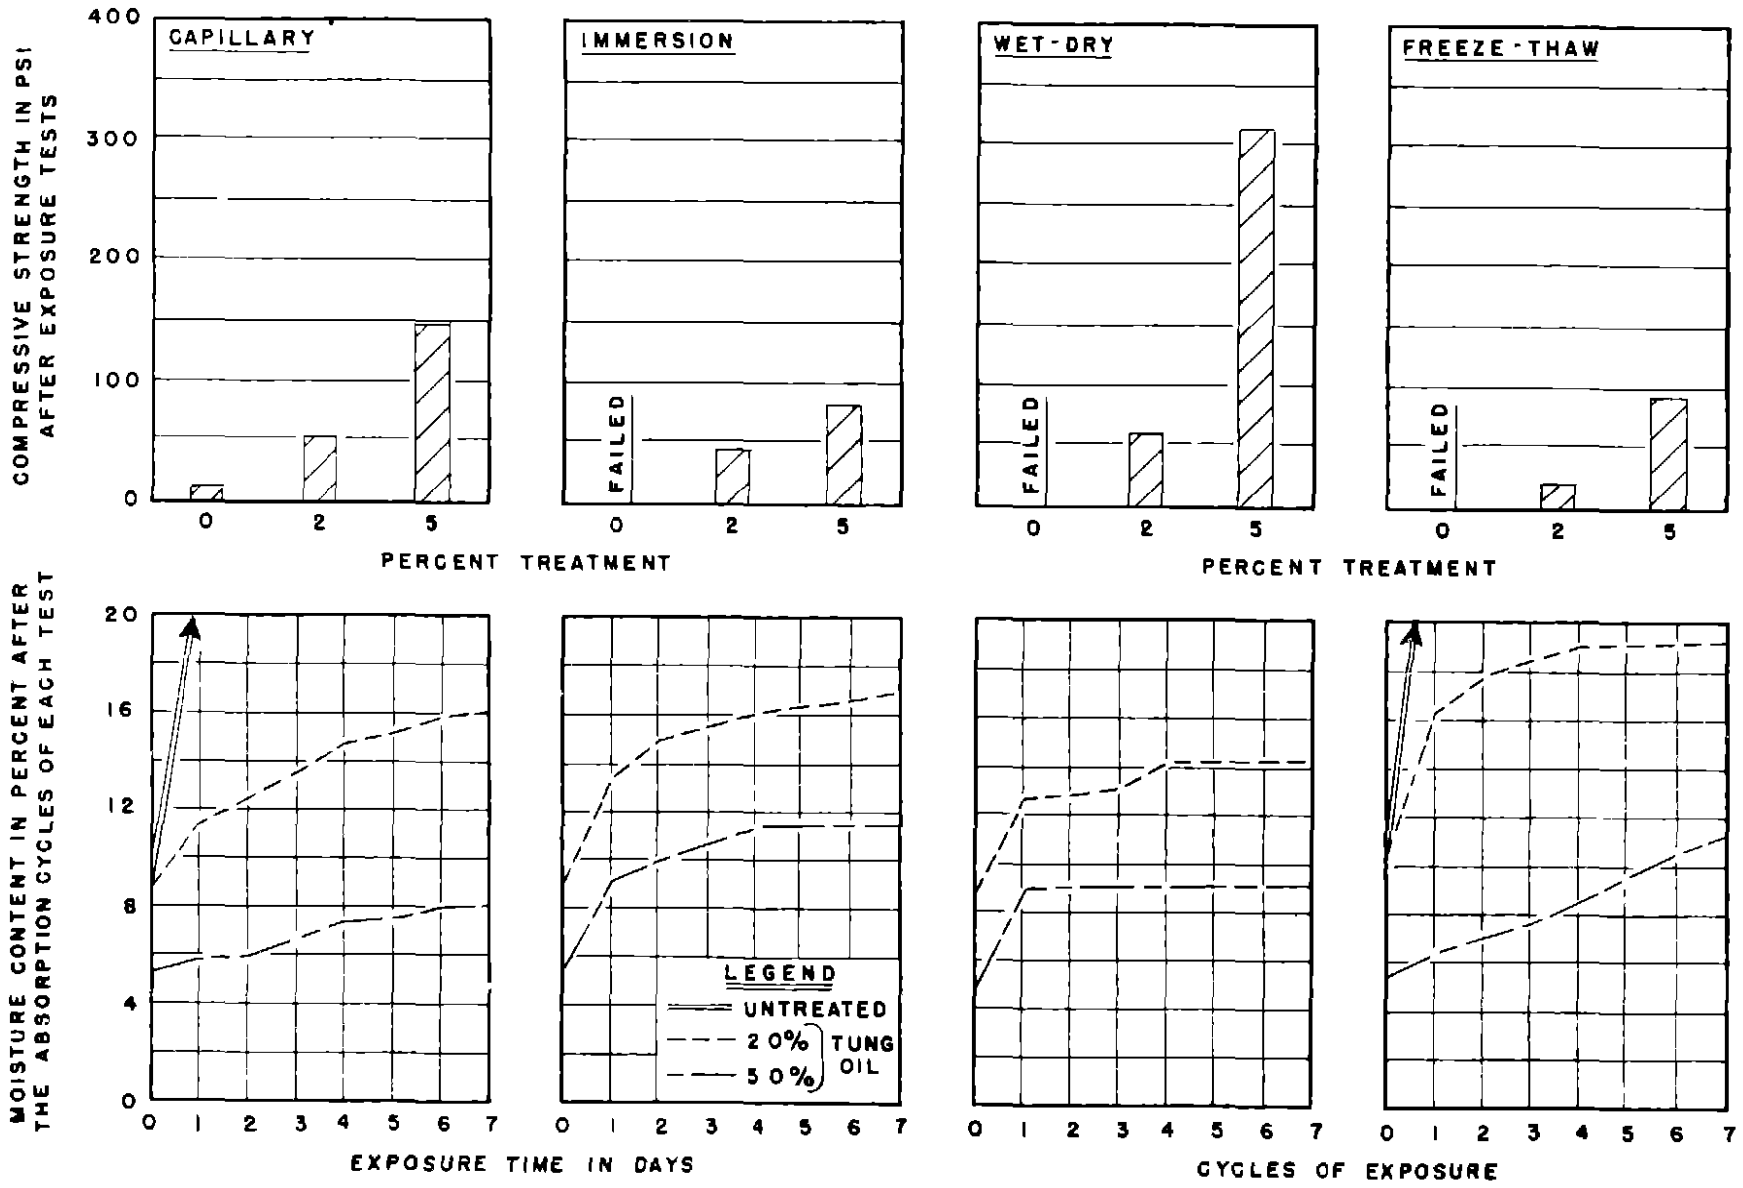 COMPRESSIVE STRENGTH IN PSI
AFTER EXPOSURE TESTS
400
300
200
100
0
CAPILLARY
0 2 5
IMMERSION
FAILED
0 2 5
PERCENT TREATMENT
WET-DRY
FAILED
0 2 5
FREEZE-THAW
FAILED
0 2 5
PERCENT TREATMENT
MOISTURE CONTENT IN PERCENT AFTER
THE ABSORPTION CYCLES OF EACH TEST
20
16
12
8
4
0
0 1 2 3 4 5 6 7
LEGEND
UNTREATED
2 0%
5 0%
TUNG
OIL
0 1 2 3 4 5 6 7
EXPOSURE TIME IN DAYS
0 1 2 3 4 5 6 7
0 1 2 3 4 5 6 7
CYCLES OF EXPOSURE